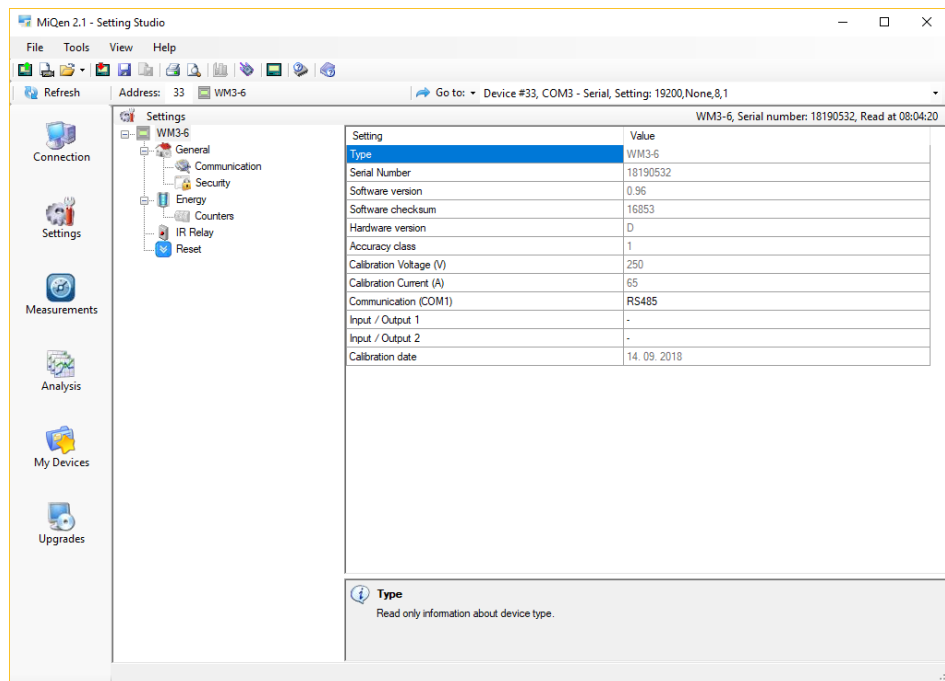 MiQen 2.1 - Setting Studio
File Tools View Help
Refresh Address: 33 WM3-6 Go to: Device #33, COM3 - Serial, Setting: 19200,None,8,1
Settings WM3-6, Serial number: 18190532, Read at 08:04:20
Connection
Settings
Measurements
Analysis
My Devices
Upgrades
WM3-6
General
Communication
Security
Energy
Counters
IR Relay
Reset
Setting Value
Type WM3-6
Serial Number 18190532
Software version 0.96
Software checksum 16853
Hardware version D
Accuracy class 1
Calibration Voltage (V) 250
Calibration Current (A) 65
Communication (COM1) RS485
Input / Output 1 -
Input / Output 2 -
Calibration date 14. 09. 2018
Type
Read only information about device type.